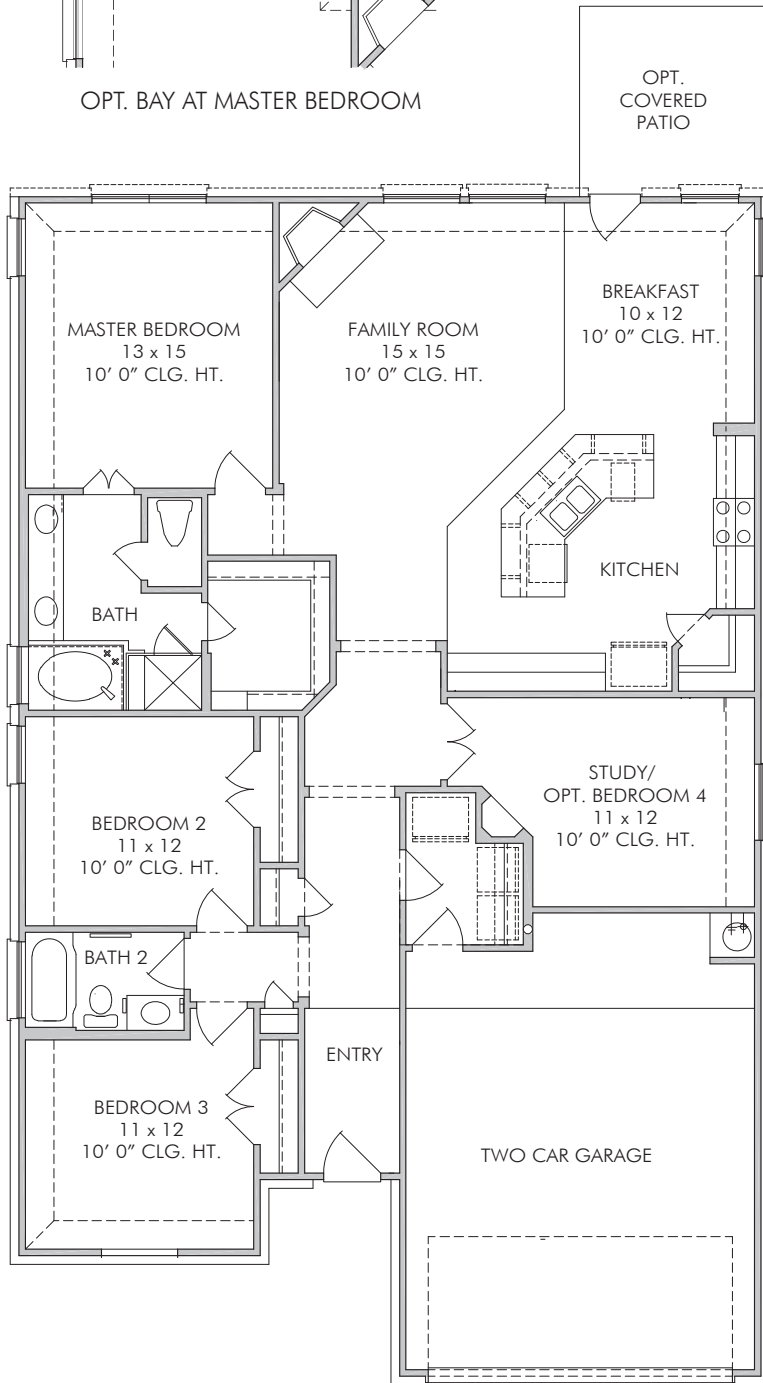 OPT. BAY AT MASTER BEDROOM
OPT.
COVERED
PATIO
MASTER BEDROOM
13 x 15
10' 0" CLG. HT.
FAMILY ROOM
15 x 15
10' 0" CLG. HT.
BREAKFAST
10 x 12
10' 0" CLG. HT.
KITCHEN
BATH
STUDY/
OPT. BEDROOM 4
11 x 12
10' 0" CLG. HT.
BEDROOM 2
11 x 12
10' 0" CLG. HT.
BATH 2
ENTRY
BEDROOM 3
11 x 12
10' 0" CLG. HT.
TWO CAR GARAGE